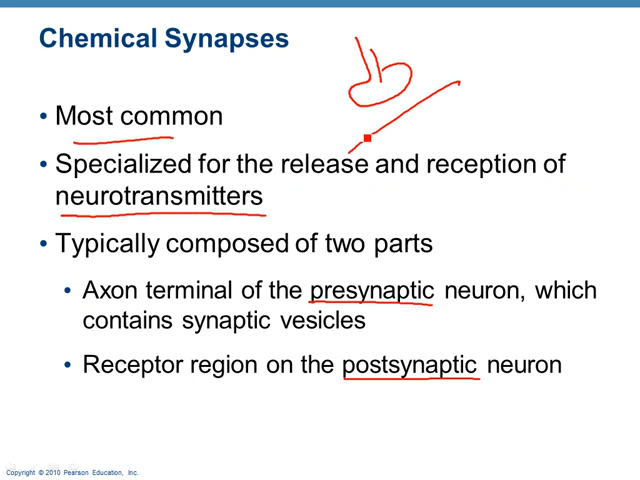 Chemical Synapses
• Most common
• Specialized for the release and reception of
neurotransmitters
• Typically composed of two parts
• Axon terminal of the presynaptic neuron, which
contains synaptic vesicles
• Receptor region on the postsynaptic neuron
Copyright © 2010 Pearson Education, Inc.